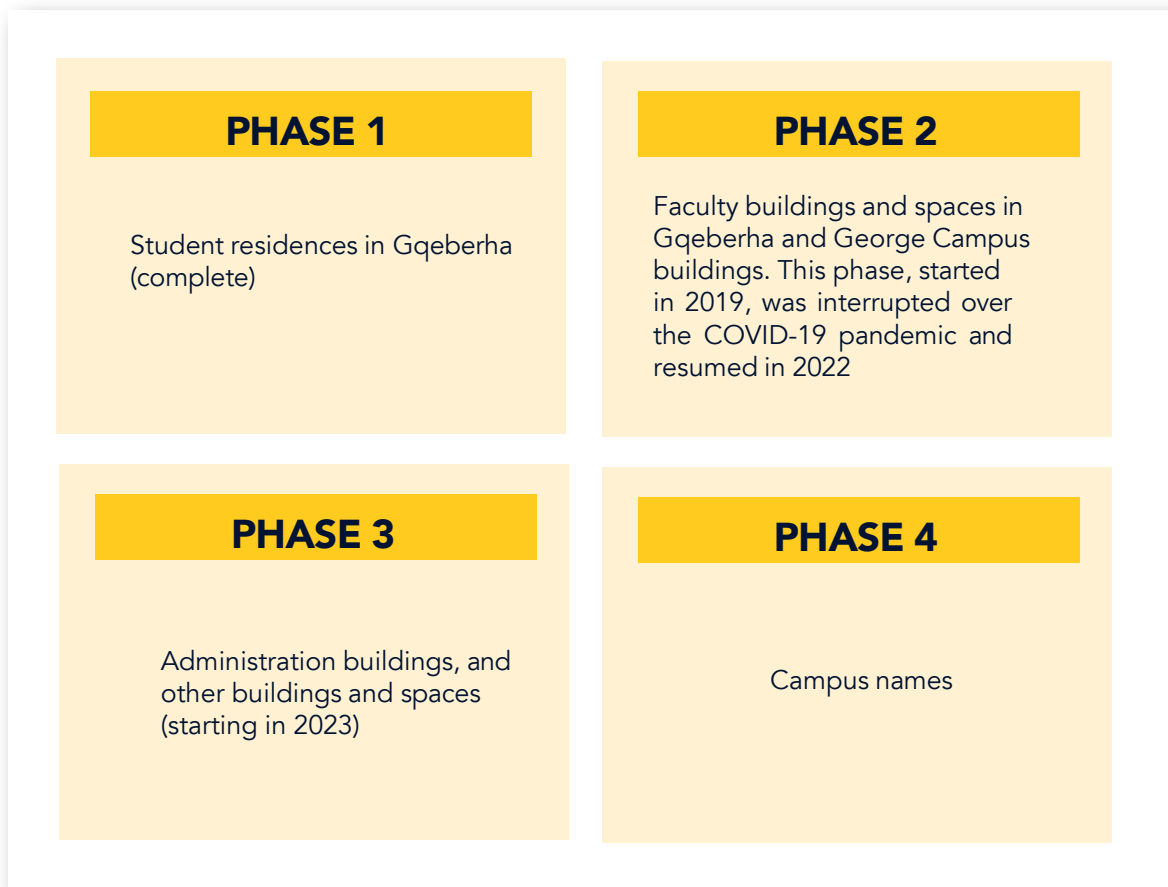 PHASE 1
Student residences in Gqeberha
(complete)
PHASE 2
Faculty buildings and spaces in
Gqeberha and George Campus
buildings. This phase, started
in 2019, was interrupted over
the COVID-19 pandemic and
resumed in 2022
PHASE 3
Administration buildings, and
other buildings and spaces
(starting in 2023)
PHASE 4
Campus names